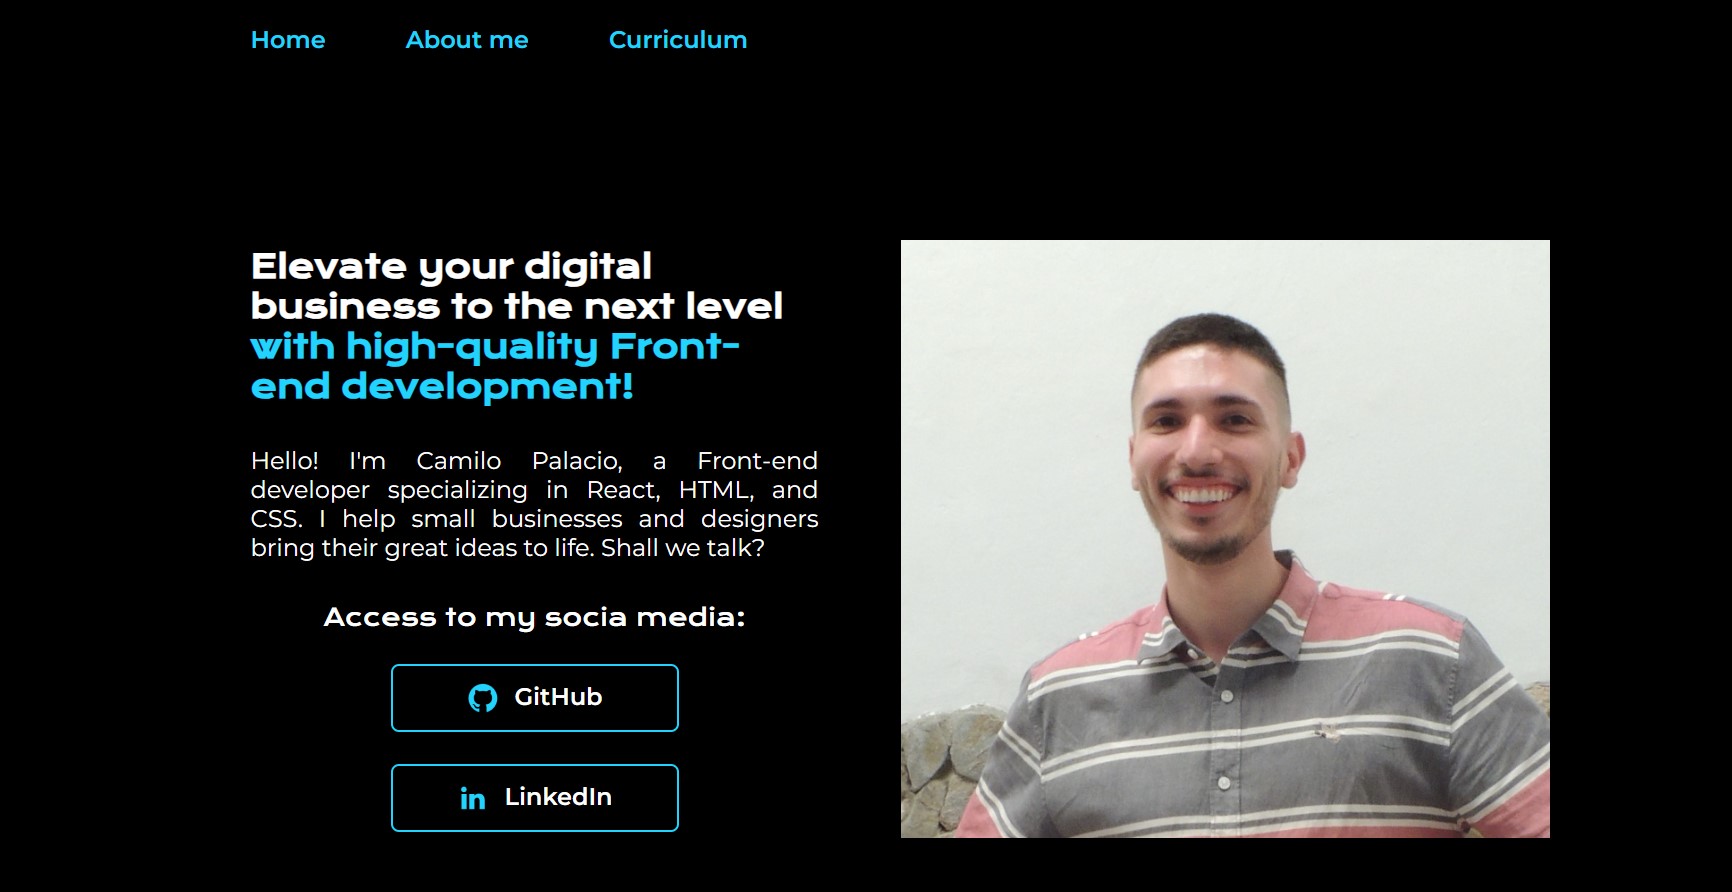 Home About me Curriculum
Elevate your digital
business to the next level
with high-quality Front-
end development!
Hello! I'm Camilo Palacio, a Front-end
developer specializing in React, HTML, and
CSS. I help small businesses and designers
bring their great ideas to life. Shall we talk?
Access to my socia media:
GitHub
in LinkedIn